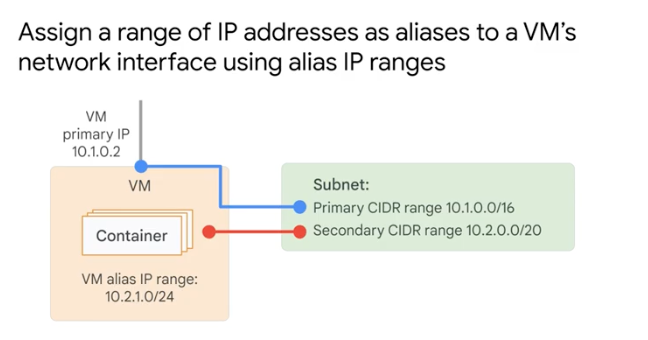 Assign a range of IP addresses as aliases to a VM's
network interface using alias IP ranges
VM
primary IP
10.1.0.2
VM
Container
VM alias IP range:
10.2.1.0/24
Subnet:
Primary CIDR range 10.1.0.0/16
Secondary CIDR range 10.2.0.0/20